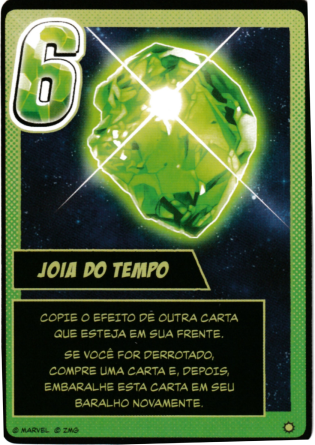 6
JOIA DO TEMPO
COPIE O EFEITO DE OUTRA CARTA
QUE ESTEJA EM SUA FRENTE.
SE VOCÊ FOR DERROTADO,
COMPRE UMA CARTA E, DEPOIS,
EMBARALHE ESTA CARTA EM SEU
BARALHO NOVAMENTE.
© MARVEL © ZMG